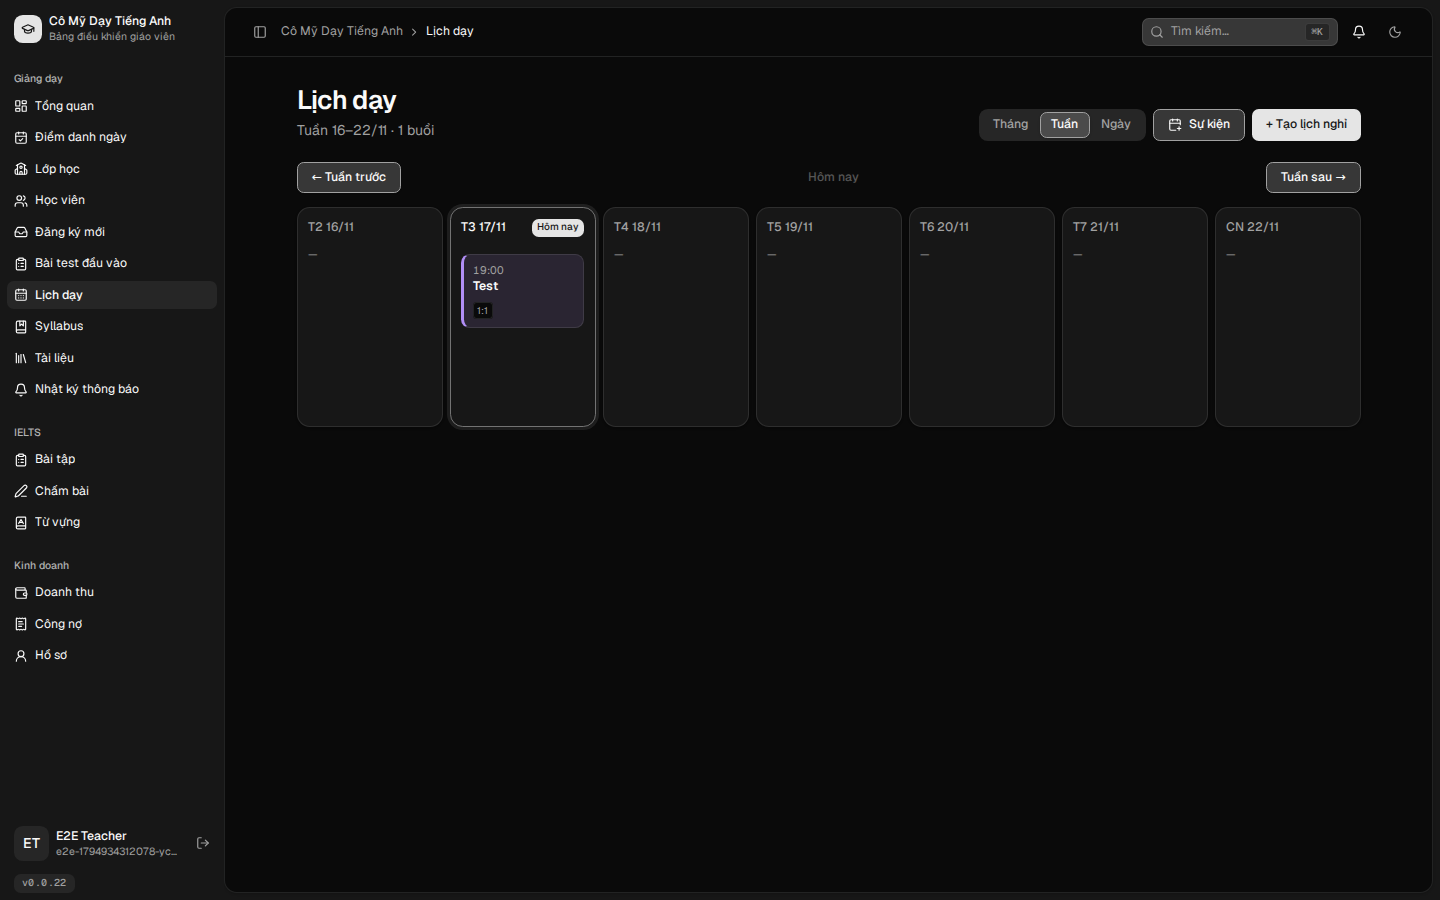 Cô Mỹ Dạy Tiếng Anh
Bảng điều khiển giáo viên
Giảng dạy
Tổng quan
Điểm danh ngày
Lớp học
Học viên
Đăng ký mới
Bài test đầu vào
Lịch dạy
Syllabus
Tài liệu
Nhật ký thông báo
IELTS
Bài tập
Chấm bài
Từ vựng
Kinh doanh
Doanh thu
Công nợ
Hồ sơ
ET
E2E Teacher
e2e-1794934312078-yc...
v0.0.22
Cô Mỹ Dạy Tiếng Anh > Lịch dạy
Tìm kiếm... ⌘K
Lịch dạy
Tuần 16–22/11 · 1 buổi
Tháng Tuần Ngày Sự kiện + Tạo lịch nghỉ
← Tuần trước Hôm nay Tuần sau →
T2 16/11
—
T3 17/11 Hôm nay
19:00
Test
1:1
T4 18/11
—
T5 19/11
—
T6 20/11
—
T7 21/11
—
CN 22/11
—